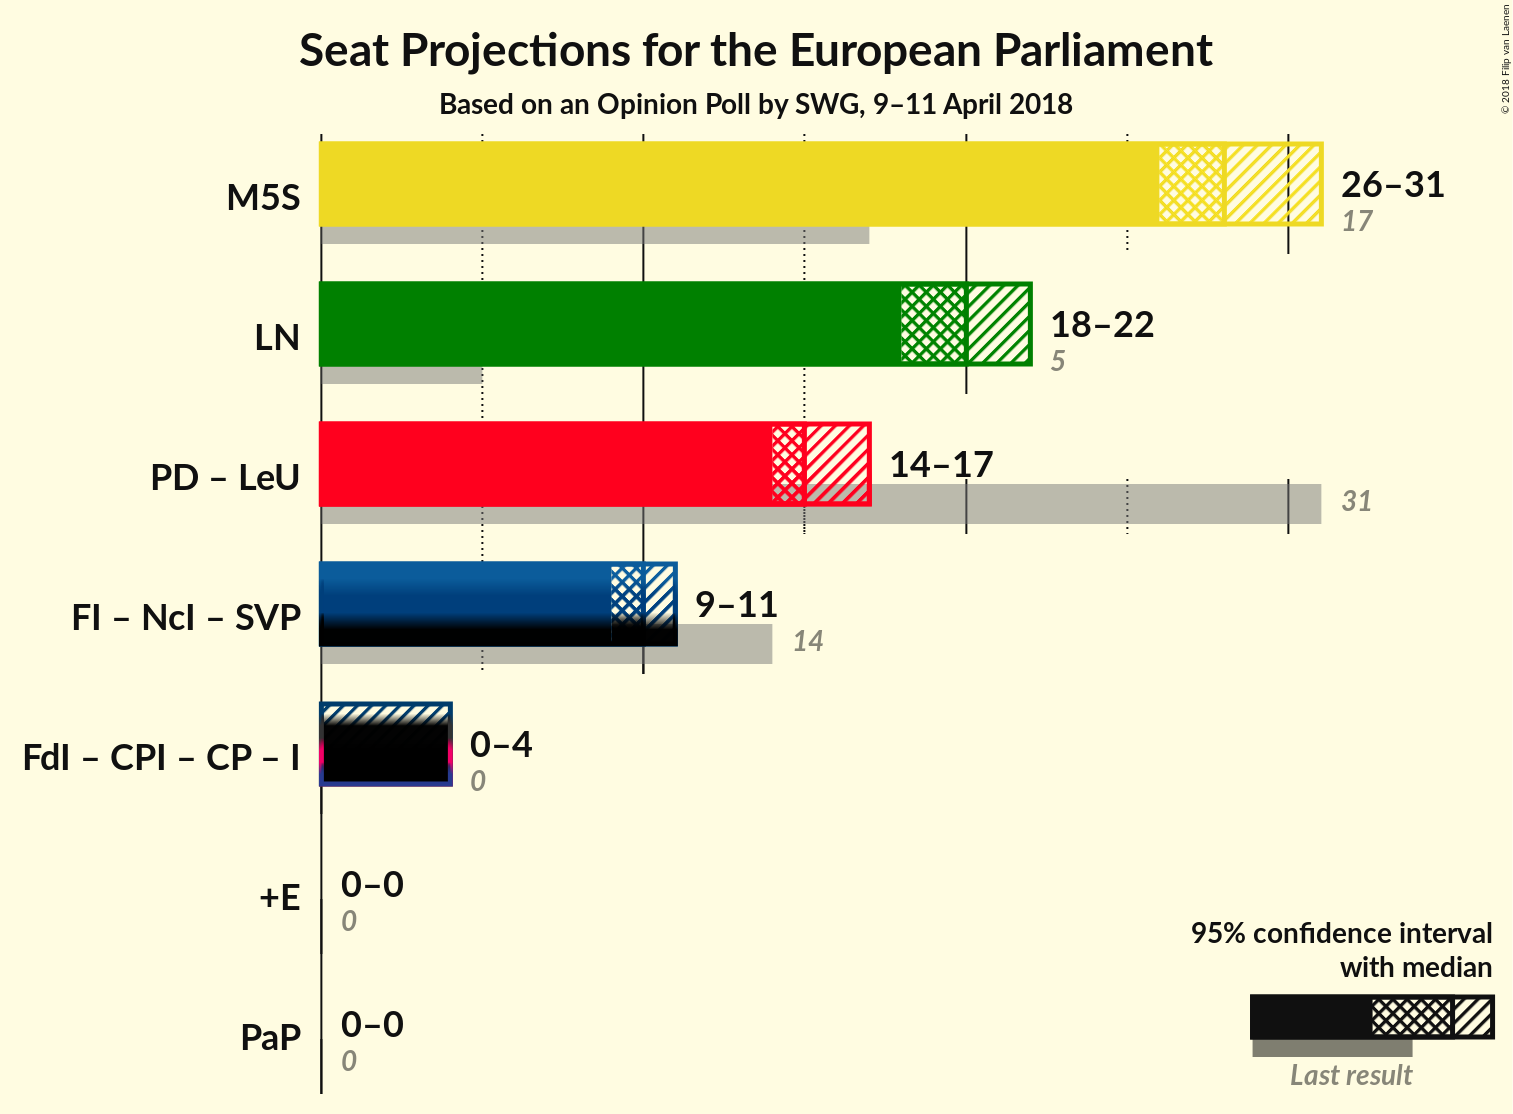 Seat Projections for the European Parliament
Based on an Opinion Poll by SWG, 9–11 April 2018
© 2018 Filip van Laenen
M5S
26–31
17
LN
18–22
5
PD – LeU
14–17
31
FI – NcI – SVP
9–11
14
FdI – CPI – CP – I
0–4
0
+E
0–0
0
PaP
0–0
0
95% confidence interval
with median
Last result